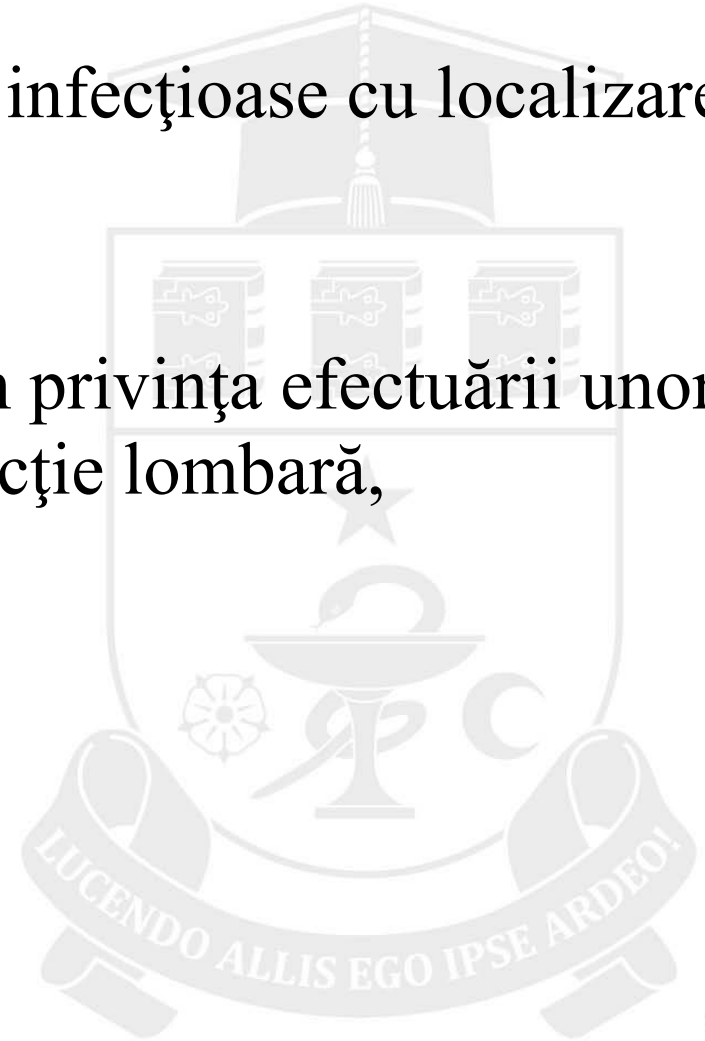 infecţioase cu localizare
privinţa efectuării unor
cţie lombară,
LUCENDO ALLIS EGO IPSE ARDEO!